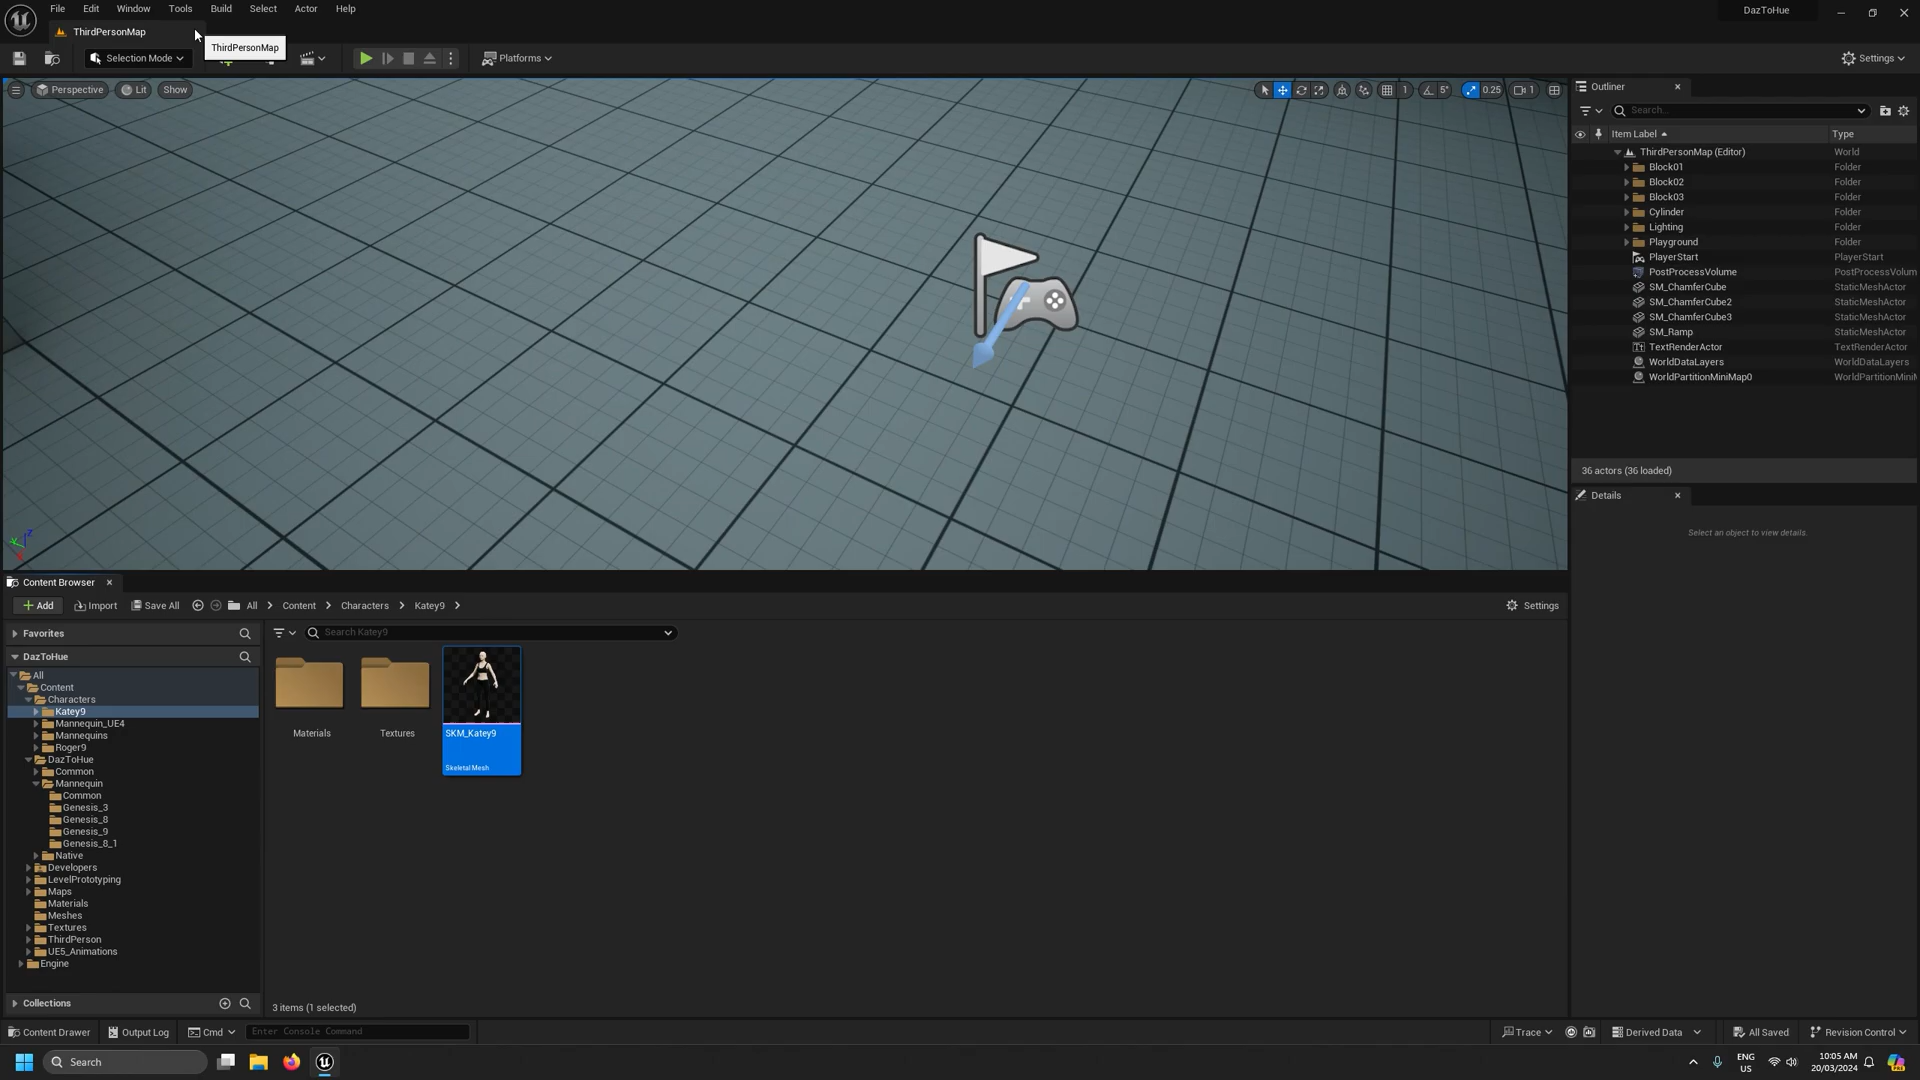 File Edit Window Tools Build Select Actor Help
DazToHue
ThirdPersonMap
ThirdPersonMap
Selection Mode
Platforms
Settings
Perspective
Lit
Show
1
5°
0.25
1
Outliner
Search...
Item Label
Type
ThirdPersonMap (Editor) World
Block01 Folder
Block02 Folder
Block03 Folder
Cylinder Folder
Lighting Folder
Playground Folder
PlayerStart PlayerStart
PostProcessVolume PostProcessVolum
SM_ChamferCube StaticMeshActor
SM_ChamferCube2 StaticMeshActor
SM_ChamferCube3 StaticMeshActor
SM_Ramp StaticMeshActor
TextRenderActor TextRenderActor
WorldDataLayers WorldDataLayers
WorldPartitionMiniMap0 WorldPartitionMiniM
36 actors (36 loaded)
Details
Select an object to view details.
Content Browser
Add
Import
Save All
All
Content
Characters
Katey9
Settings
Favorites
Search Katey9
DazToHue
All
Content
Characters
Katey9
Mannequin_UE4
Mannequins
Roger9
DazToHue
Common
Mannequin
Common
Genesis_3
Genesis_8
Genesis_9
Genesis_8_1
Native
Developers
LevelPrototyping
Maps
Materials
Meshes
Textures
ThirdPerson
UE5_Animations
Engine
Collections
Materials
Textures
SKM_Katey9
Skeletal Mesh
3 items (1 selected)
Content Drawer
Output Log
Cmd
Enter Console Command
Trace
Derived Data
All Saved
Revision Control
Search
ENG
US
10:05 AM
20/03/2024